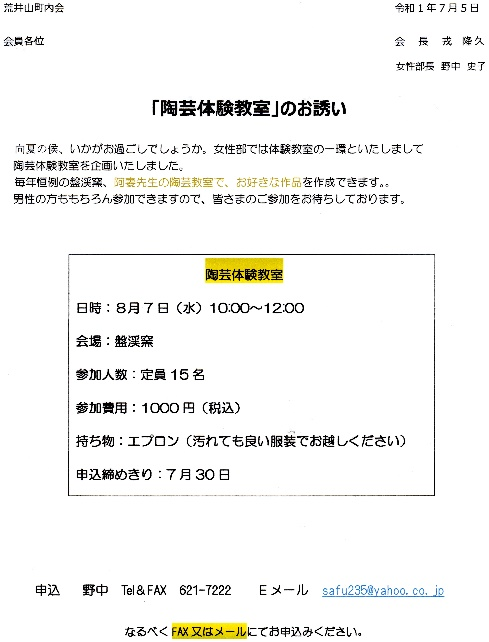 荒井山町内会
令和1年7月5日
会員各位
会 長 戎 隆久
女性部長 野中 史子
「陶芸体験教室」のお誘い
向夏の侯、いかがお過ごしでしょうか。女性部では体験教室の一環といたしまして
陶芸体験教室を企画いたしました。
毎年恒例の盤渓窯、阿妻先生の陶芸教室で、お好きな作品を作成できます。。
男性の方ももちろん参加できますので、皆さまのご参加をお待ちしております。
陶芸体験教室
日時：8月7日（水）10:00～12:00
会場：盤渓窯
参加人数：定員15名
参加費用：1000円（税込）
持ち物：エプロン（汚れても良い服装でお越しください）
申込締めきり：7月30日
申込 野中 Tel＆FAX 621-7222 Eメール safu235@yahoo.co.jp
なるべくFAX又はメールにてお申込みください。